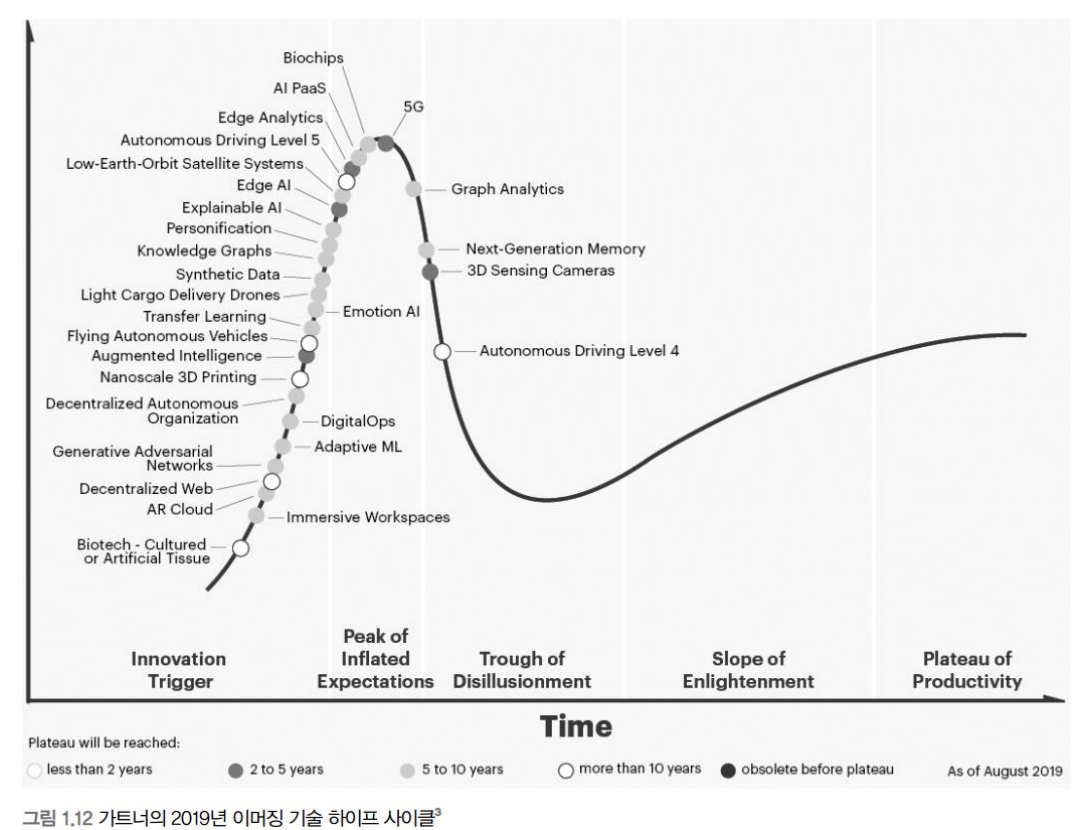 Biochips
AI PaaS
5G
Edge Analytics
Autonomous Driving Level 5
Low-Earth-Orbit Satellite Systems
Edge AI
Graph Analytics
Explainable AI
Personification
Knowledge Graphs
Next-Generation Memory
Synthetic Data
3D Sensing Cameras
Light Cargo Delivery Drones
Emotion AI
Transfer Learning
Flying Autonomous Vehicles
Augmented Intelligence
Autonomous Driving Level 4
Nanoscale 3D Printing
Decentralized Autonomous
Organization
DigitalOps
Adaptive ML
Generative Adversarial
Networks
Decentralized Web
AR Cloud
Immersive Workspaces
Biotech - Cultured
or Artificial Tissue
Innovation
Trigger
Peak of
Inflated
Expectations
Trough of
Disillusionment
Slope of
Enlightenment
Plateau of
Productivity
Time
Plateau will be reached:
less than 2 years
2 to 5 years
5 to 10 years
more than 10 years
obsolete before plateau
As of August 2019
그림 1.12 가트너의 2019년 이머징 기술 하이프 사이클3